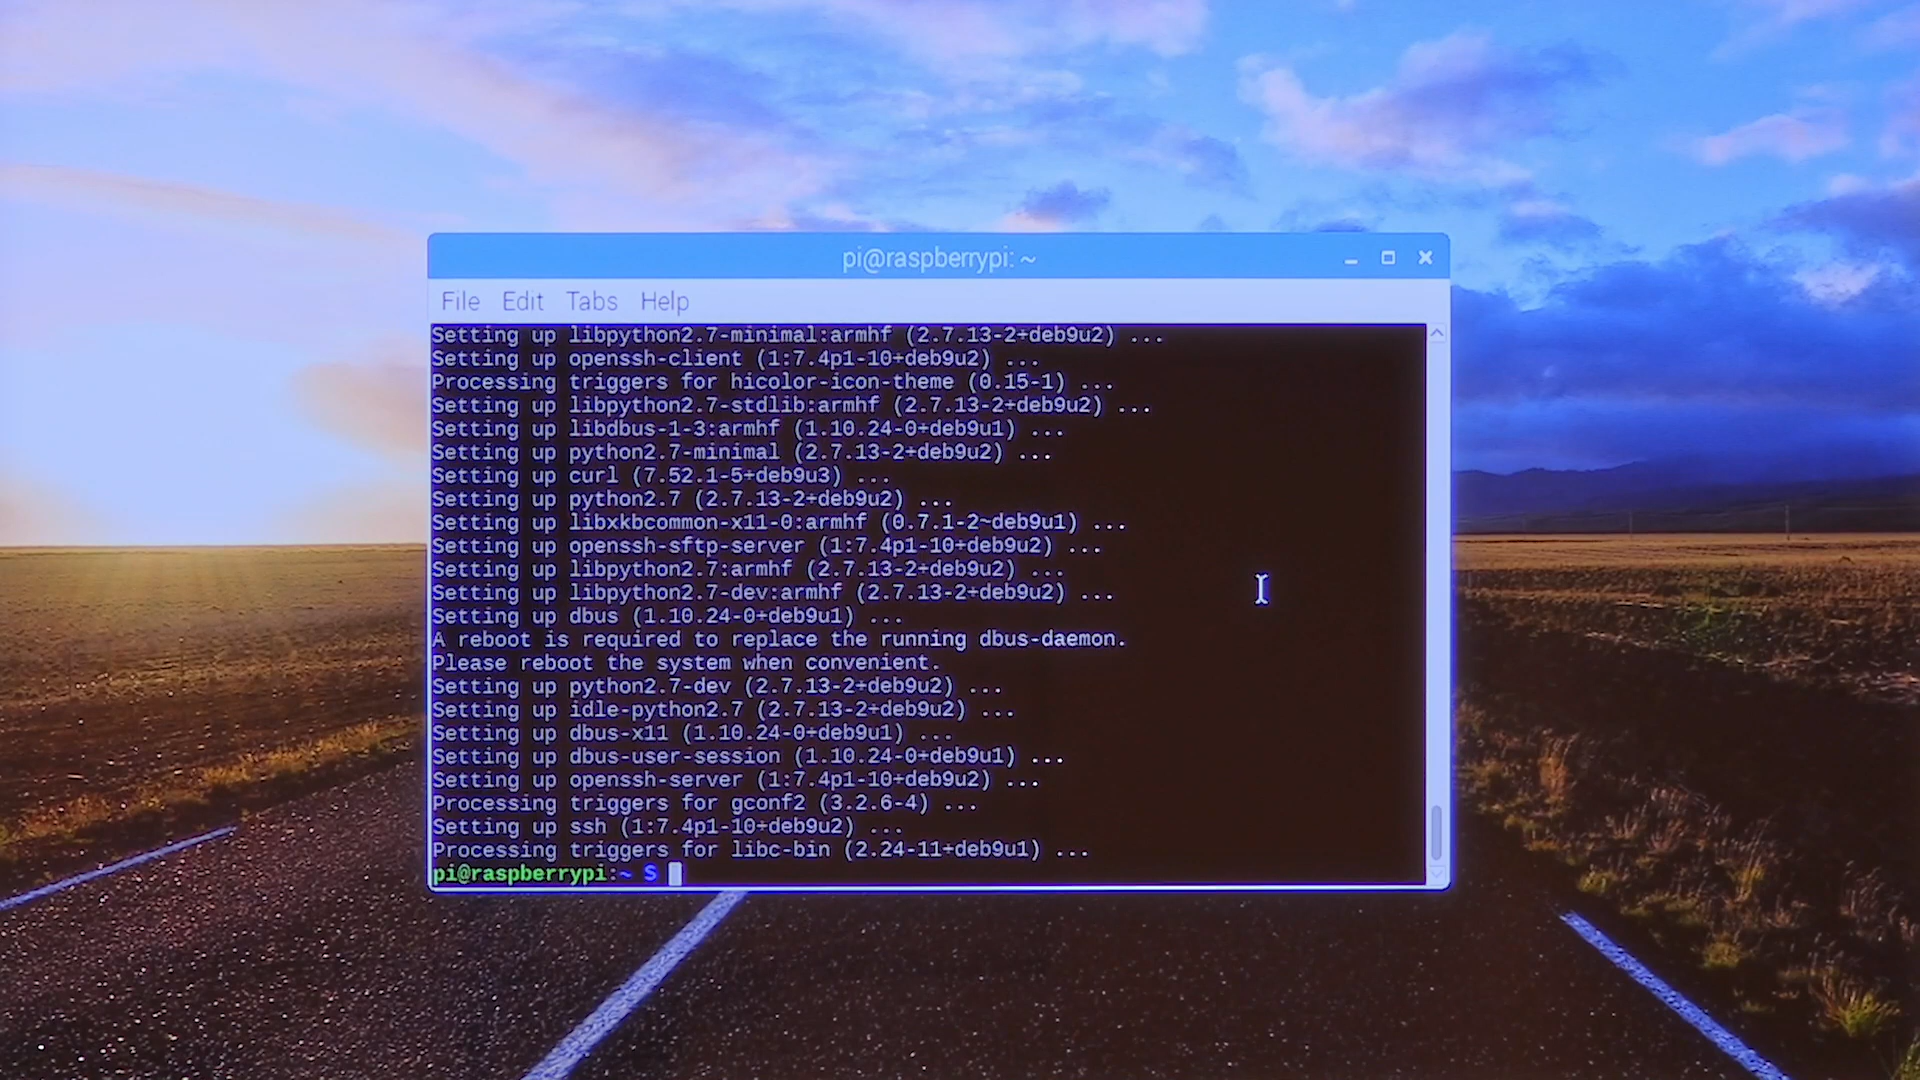 pi@raspberrypi: ~
File Edit Tabs Help
Setting up libpython2.7-minimal:armhf (2.7.13-2+deb9u2) ...
Setting up openssh-client (1:7.4p1-10+deb9u2) ...
Processing triggers for hicolor-icon-theme (0.15-1) ...
Setting up libpython2.7-stdlib:armhf (2.7.13-2+deb9u2) ...
Setting up libdbus-1-3:armhf (1.10.24-0+deb9u1) ...
Setting up python2.7-minimal (2.7.13-2+deb9u2) ...
Setting up curl (7.52.1-5+deb9u3) ...
Setting up python2.7 (2.7.13-2+deb9u2) ...
Setting up libxkbcommon-x11-0:armhf (0.7.1-2~deb9u1) ...
Setting up openssh-sftp-server (1:7.4p1-10+deb9u2) ...
Setting up libpython2.7:armhf (2.7.13-2+deb9u2) ...
Setting up libpython2.7-dev:armhf (2.7.13-2+deb9u2) ...
Setting up dbus (1.10.24-0+deb9u1) ...
A reboot is required to replace the running dbus-daemon.
Please reboot the system when convenient.
Setting up python2.7-dev (2.7.13-2+deb9u2) ...
Setting up idle-python2.7 (2.7.13-2+deb9u2) ...
Setting up dbus-x11 (1.10.24-0+deb9u1) ...
Setting up dbus-user-session (1.10.24-0+deb9u1) ...
Setting up openssh-server (1:7.4p1-10+deb9u2) ...
Processing triggers for gconf2 (3.2.6-4) ...
Setting up ssh (1:7.4p1-10+deb9u2) ...
Processing triggers for libc-bin (2.24-11+deb9u1) ...
pi@raspberrypi:~ $